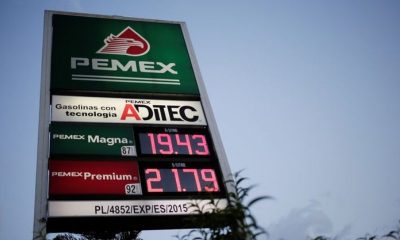 PEMEX
Gasolinas con tecnología
PEMEX ADITEC
PEMEX Magna 87 19.43
PEMEX Premium 92 21.79
PL/4852/EXP/ES/2015